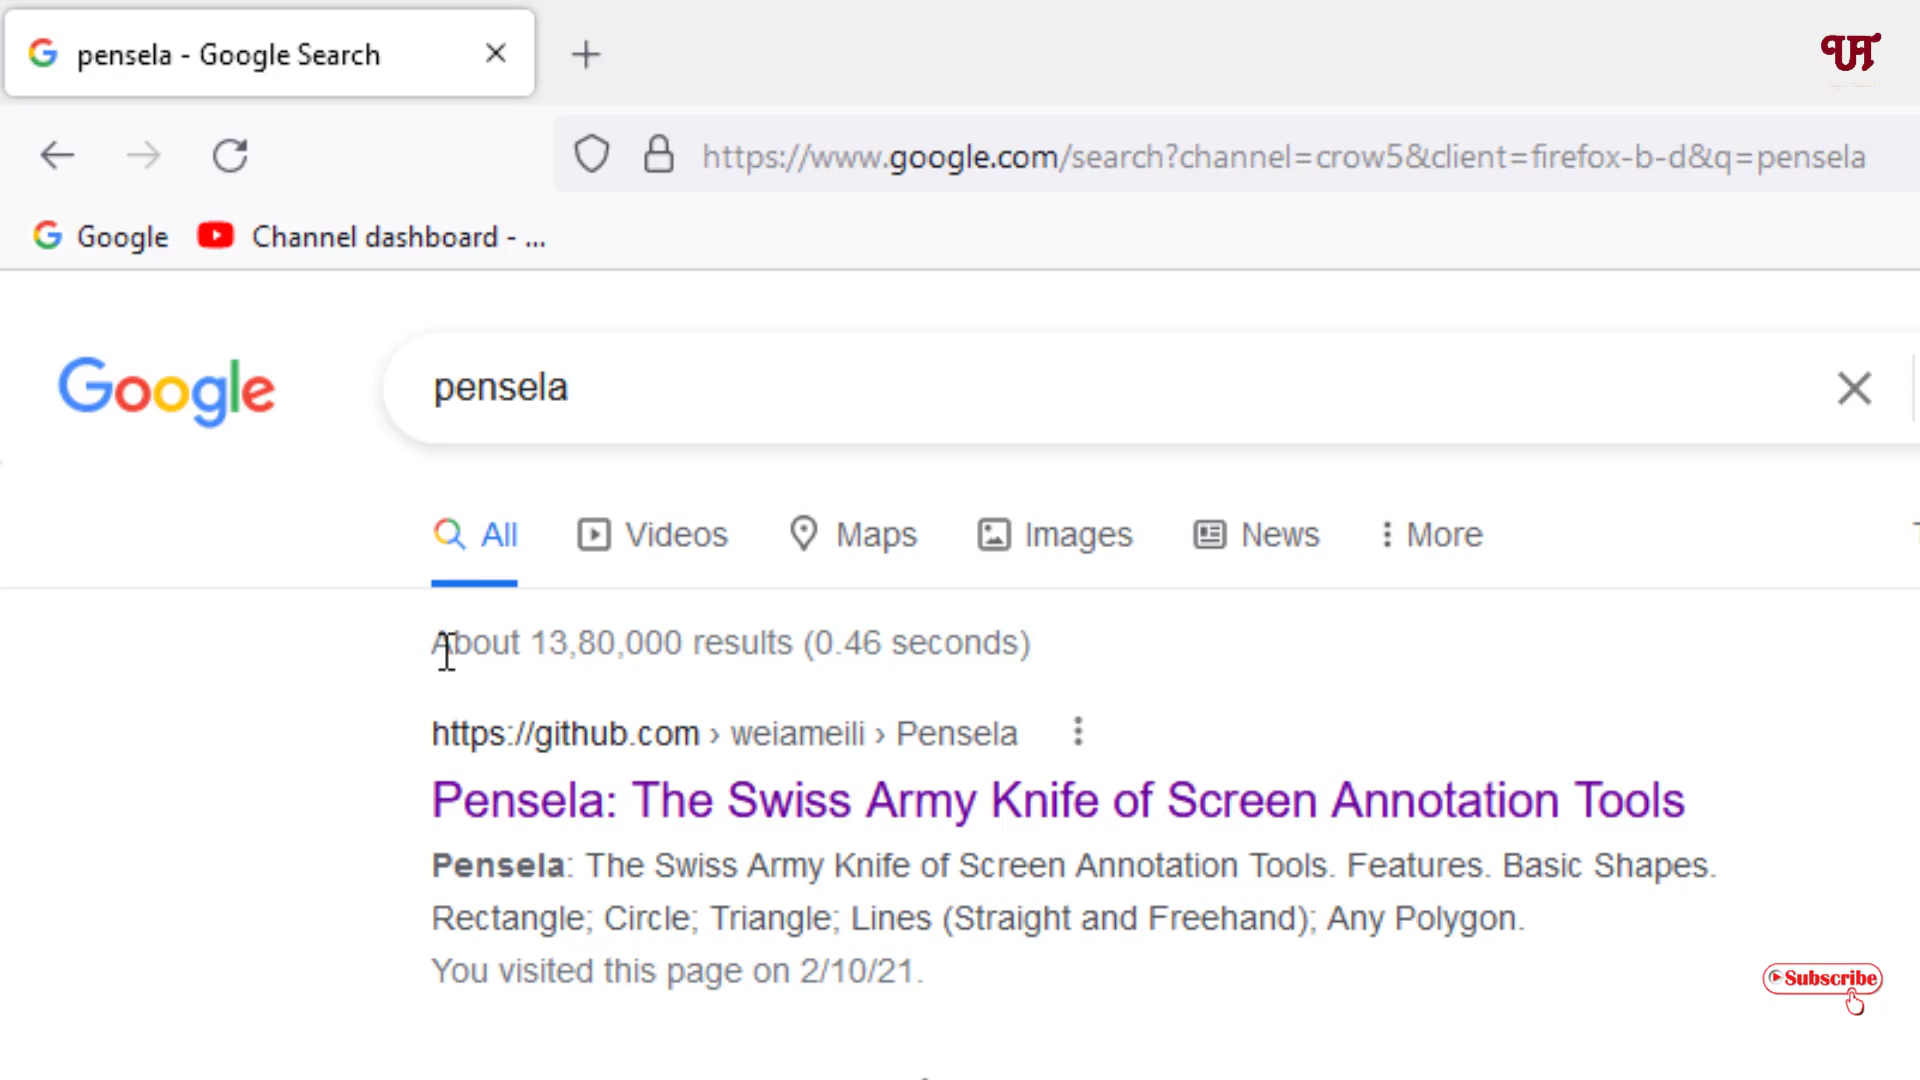 pensela - Google Search
UT
https://www.google.com/search?channel=crow5&client=firefox-b-d&q=pensela
Google
Channel dashboard - ...
Google
pensela
All
Videos
Maps
Images
News
More
About 13,80,000 results (0.46 seconds)
https://github.com › weiameili › Pensela
Pensela: The Swiss Army Knife of Screen Annotation Tools
Pensela: The Swiss Army Knife of Screen Annotation Tools. Features. Basic Shapes.
Rectangle; Circle; Triangle; Lines (Straight and Freehand); Any Polygon.
You visited this page on 2/10/21.
Subscribe